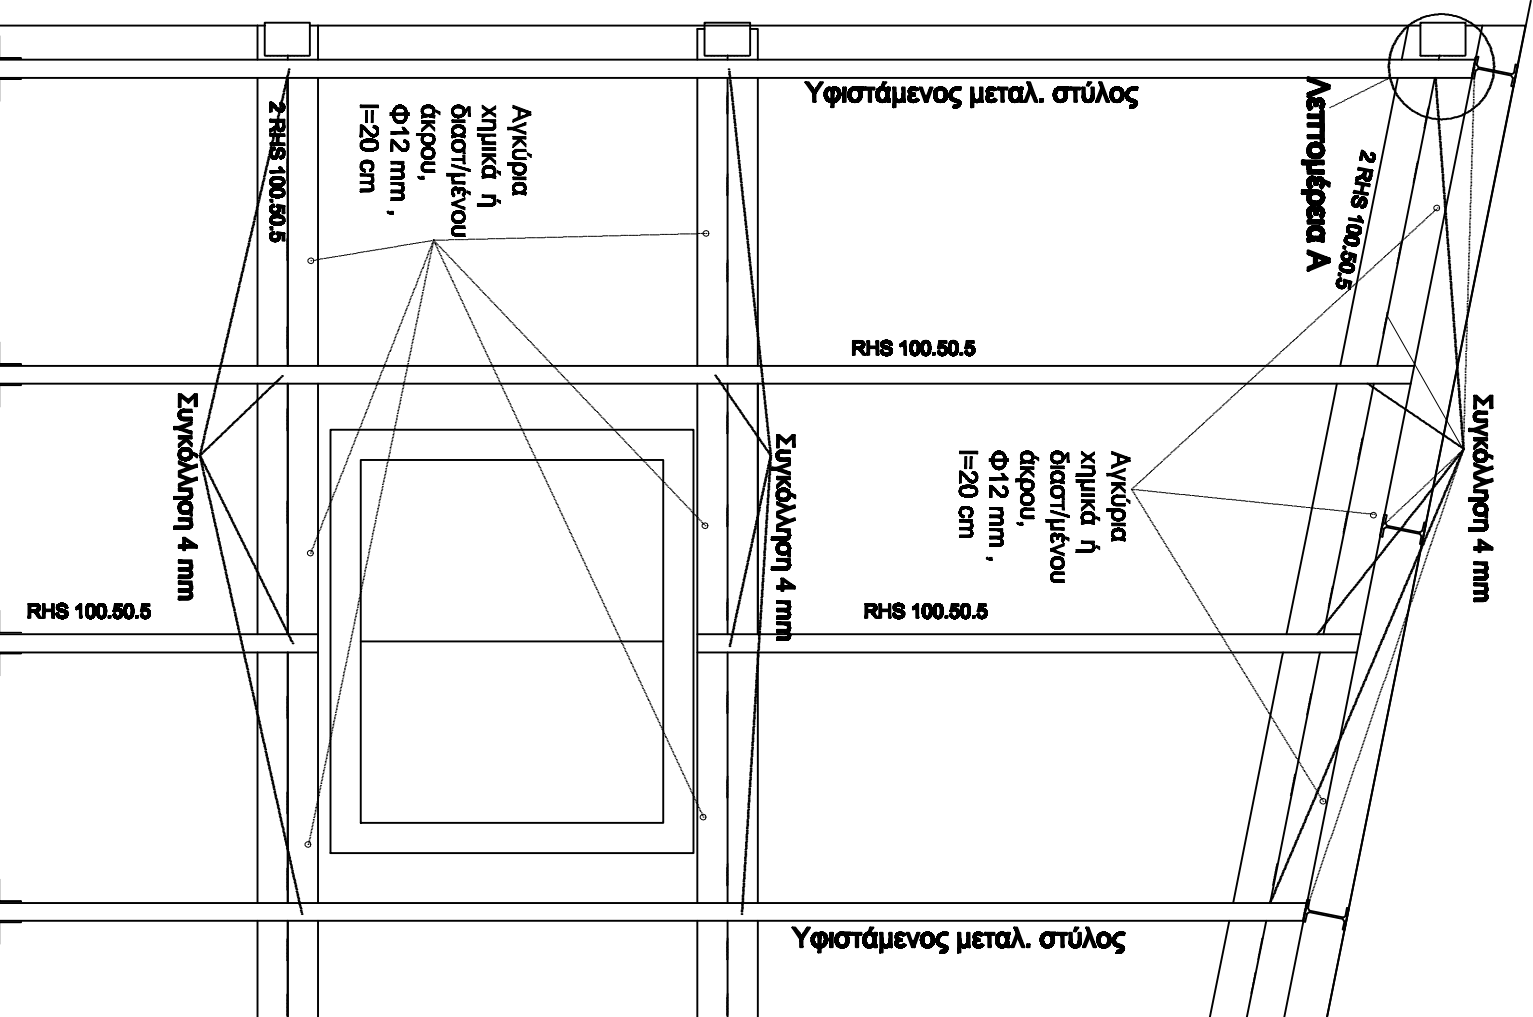 Υφιστάμενος μεταλ. στύλος
Λεπτομέρεια Α
2 RHS 100.50.5
2 RHS 100.50.5
Αγκύρια
χημικά ή
διαστ/μένου
άκρου,
Φ12 mm ,
l=20 cm
RHS 100.50.5
Συγκόλληση 4 mm
Συγκόλληση 4 mm
Συγκόλληση 4 mm
Αγκύρια
χημικά ή
διαστ/μένου
άκρου,
Φ12 mm ,
l=20 cm
RHS 100.50.5
RHS 100.50.5
Υφιστάμενος μεταλ. στύλος